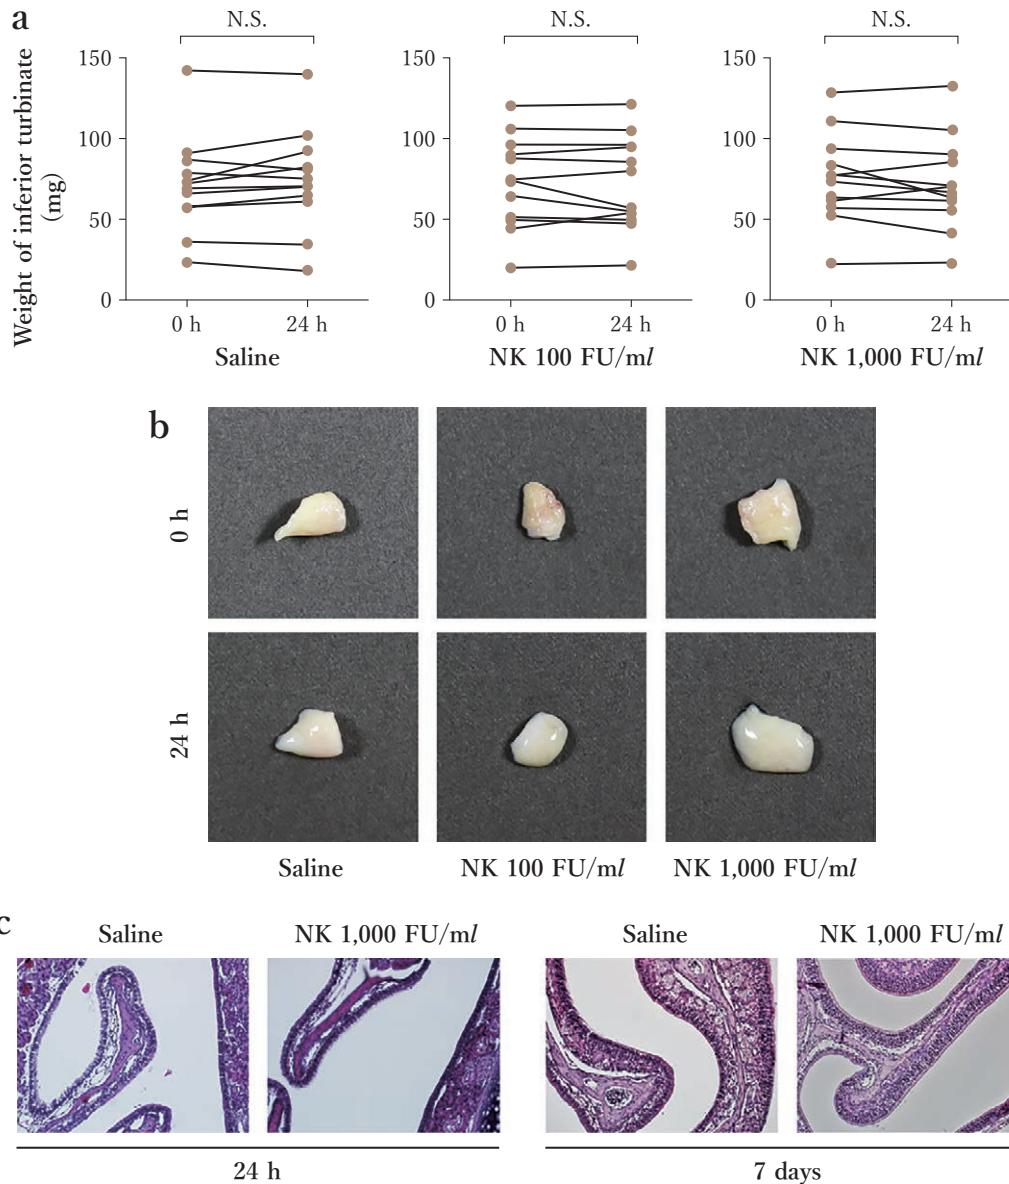 a
N.S. N.S. N.S.
Weight of inferior turbinate
(mg)
150 150 150
100 100 100
50 50 50
0 0 0
0 h 24 h 0 h 24 h 0 h 24 h
Saline NK 100 FU/ml NK 1,000 FU/ml
b
0 h
24 h
Saline NK 100 FU/ml NK 1,000 FU/ml
c
Saline NK 1,000 FU/ml Saline NK 1,000 FU/ml
24 h 7 days